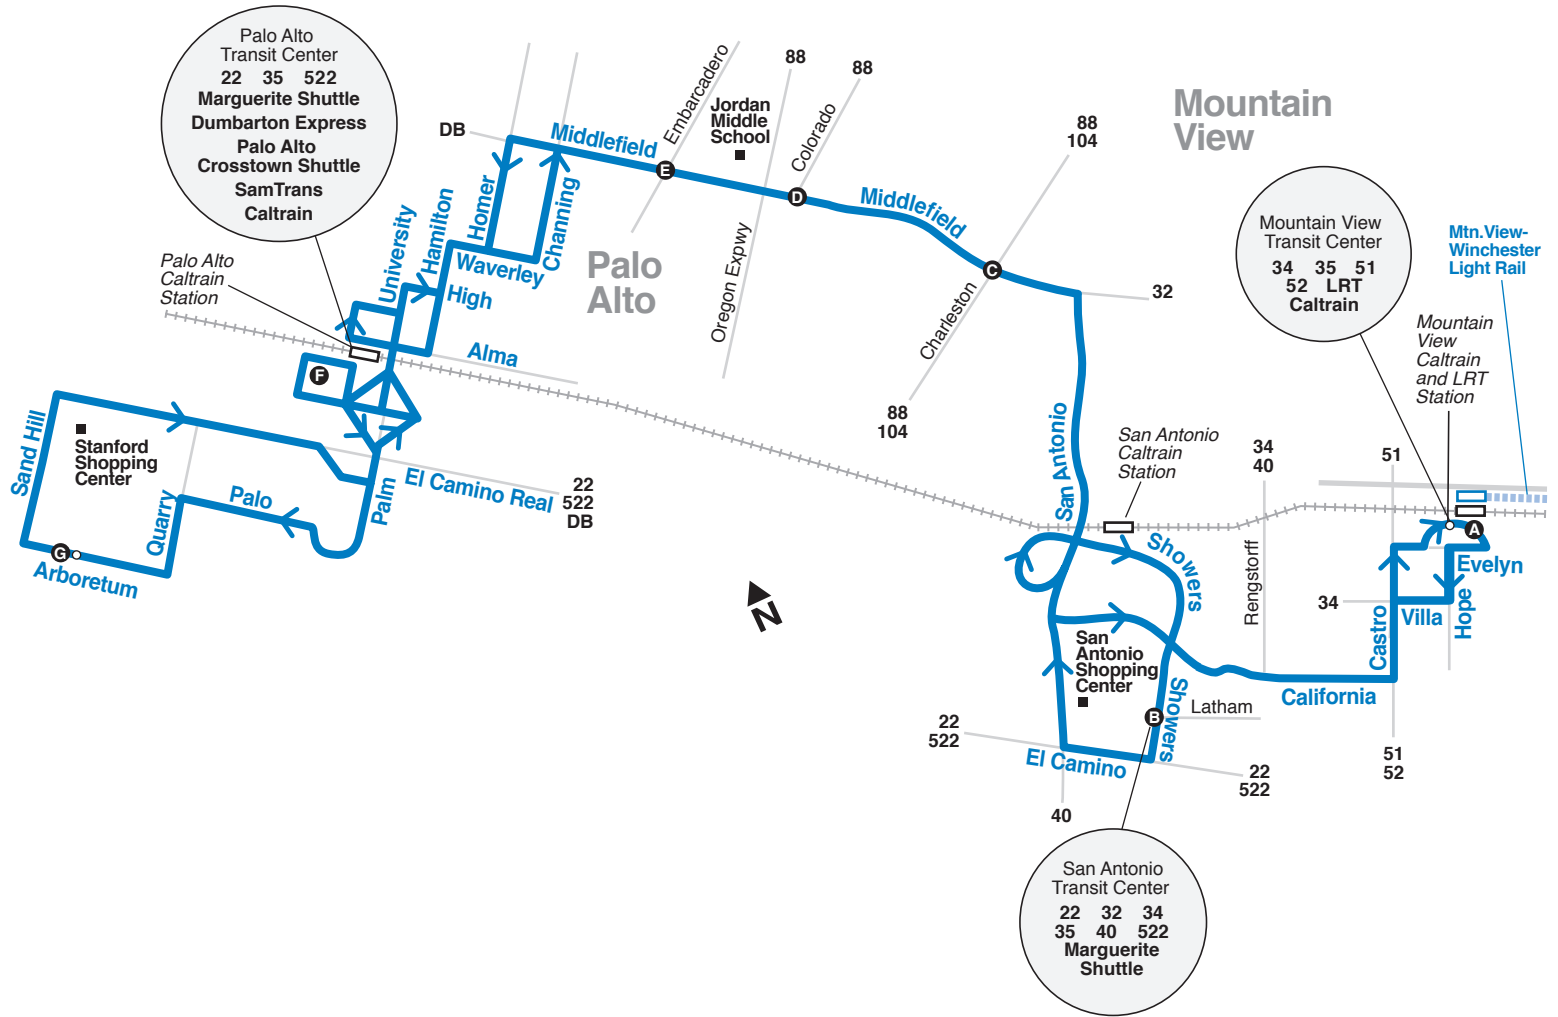 Palo Alto
Transit Center
22 35 522
Marguerite Shuttle
Dumbarton Express
Palo Alto
Crosstown Shuttle
SamTrans
Caltrain
DB
Middlefield
Embarcadero
Jordan
Middle
School
88
Colorado
88
Middlefield
88
104
Mountain
View
Mountain View
Transit Center
34 35 51
52 LRT
Caltrain
Mtn.View-
Winchester
Light Rail
Mountain
View
Caltrain
and LRT
Station
Palo Alto
Caltrain
Station
University
Hamilton
Homer
Channing
Waverley
High
Alma
Palo
Alto
Oregon Expwy
Charleston
C
D
E
F
32
88
104
San Antonio
San Antonio
Caltrain
Station
34
40
51
A
Evelyn
Hope
Villa
Castro
34
Rengstorff
Showers
Showers
California
Sand Hill
Stanford
Shopping
Center
Palo
Quarry
Palm
El Camino Real
22
522
DB
G
Arboretum
N
San
Antonio
Shopping
Center
B
Latham
22
522
El Camino
22
522
40
51
52
San Antonio
Transit Center
22 32 34
35 40 522
Marguerite
Shuttle